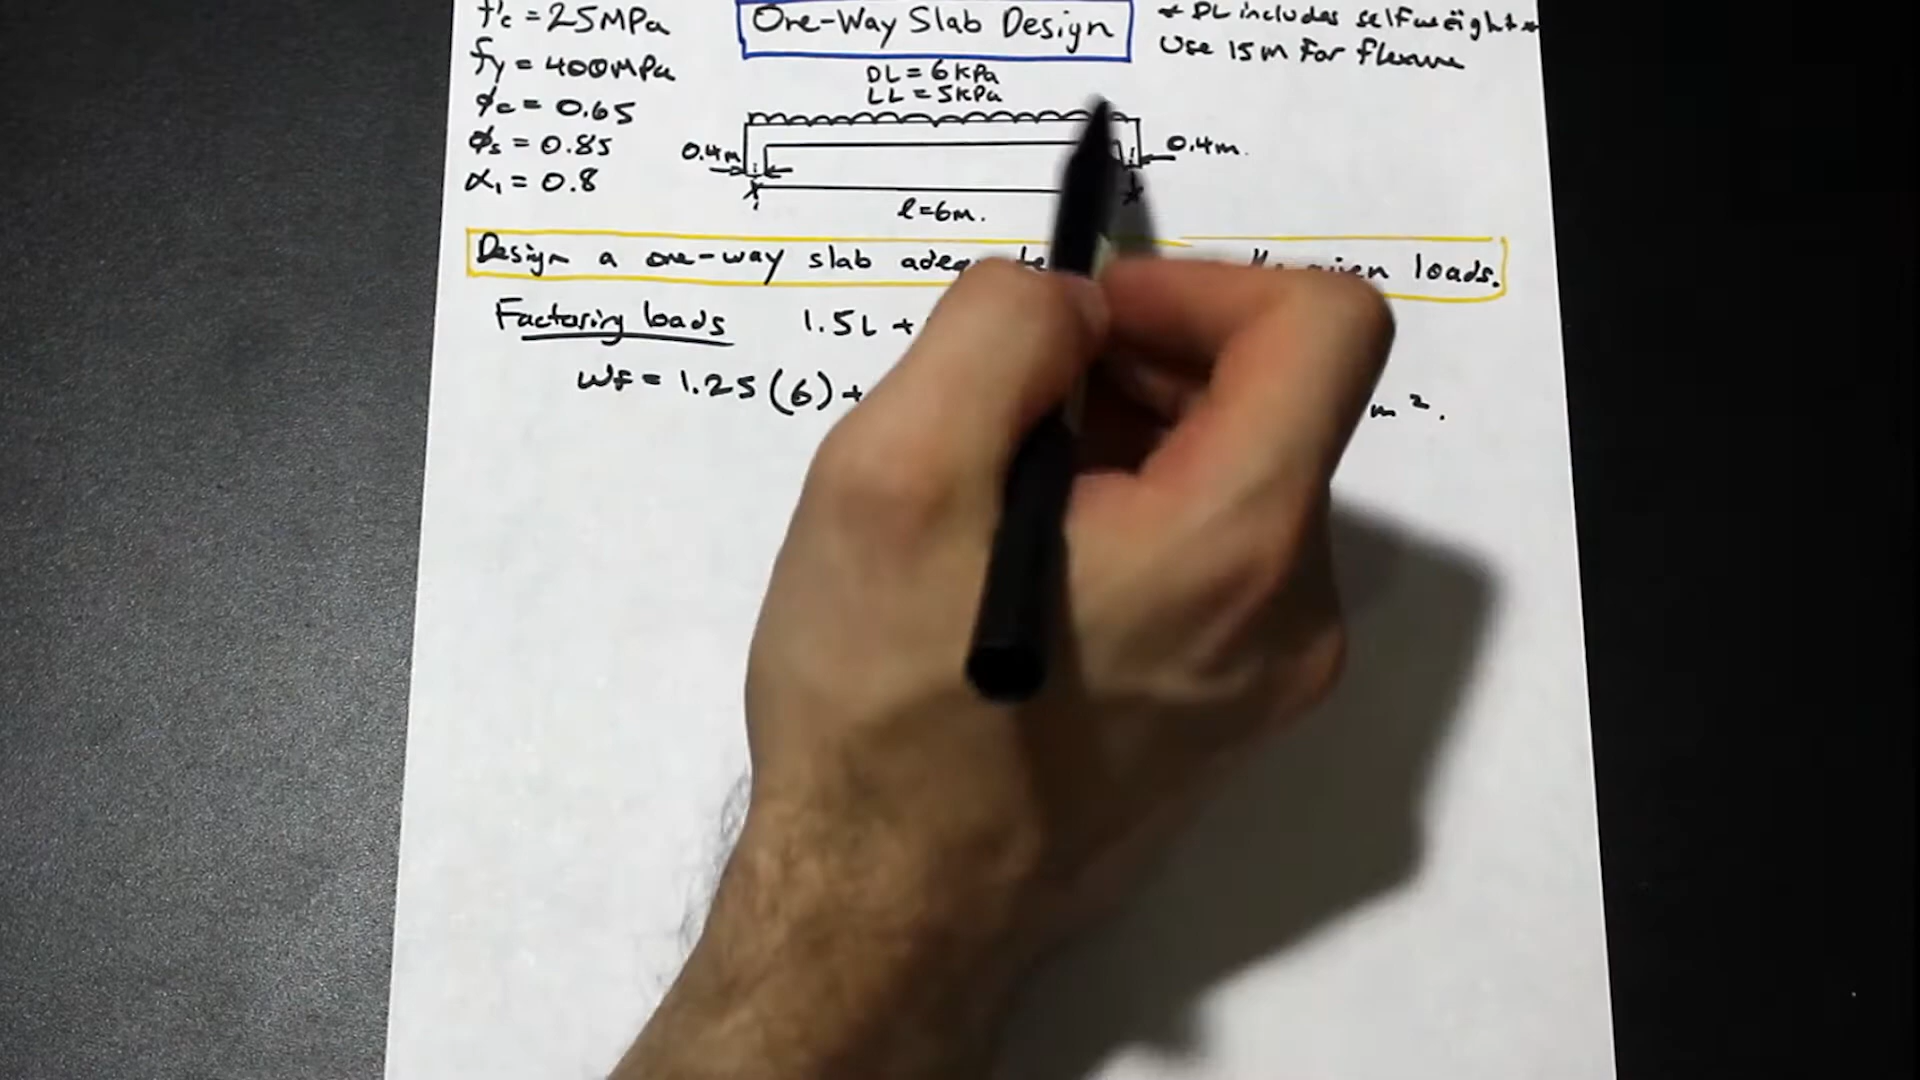 f'c = 25MPa
fy = 400MPa
ϕc = 0.65
ϕs = 0.85
α1 = 0.8
One-Way Slab Design
* DL includes selfweight *
Use 15M for flexure
DL = 6kPa
LL = 5kPa
0.4m
0.4m.
l=6m.
Design a one-way slab given loads.
Factoring loads 1.5L +
wf = 1.25 (6) + m².